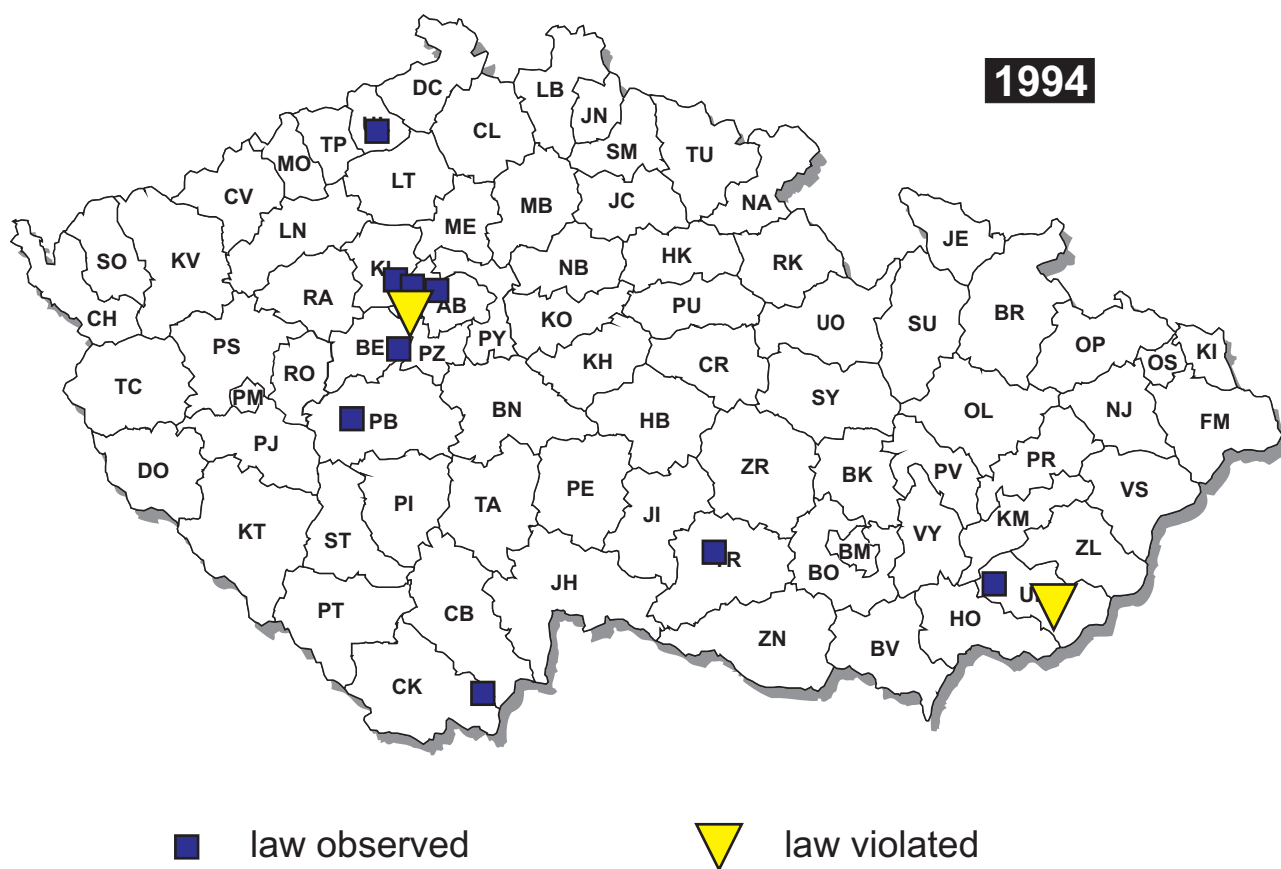 1994
DC
LB
JN
CL
TP
MO
SM
TU
LT
CV
MB
JC
NA
ME
LN
JE
SO
KV
NB
HK
RK
RA
AB
CH
KO
PU
UO
SU
BR
PS
BE
PZ
PY
KH
CR
OP
OS
KI
TC
RO
PM
PB
BN
HB
SY
OL
NJ
FM
PJ
DO
ZR
BK
PV
PR
VS
KT
PI
TA
PE
JI
ST
KM
VY
BM
BO
ZL
JH
PT
CB
HO
ZN
BV
CK
law observed
law violated